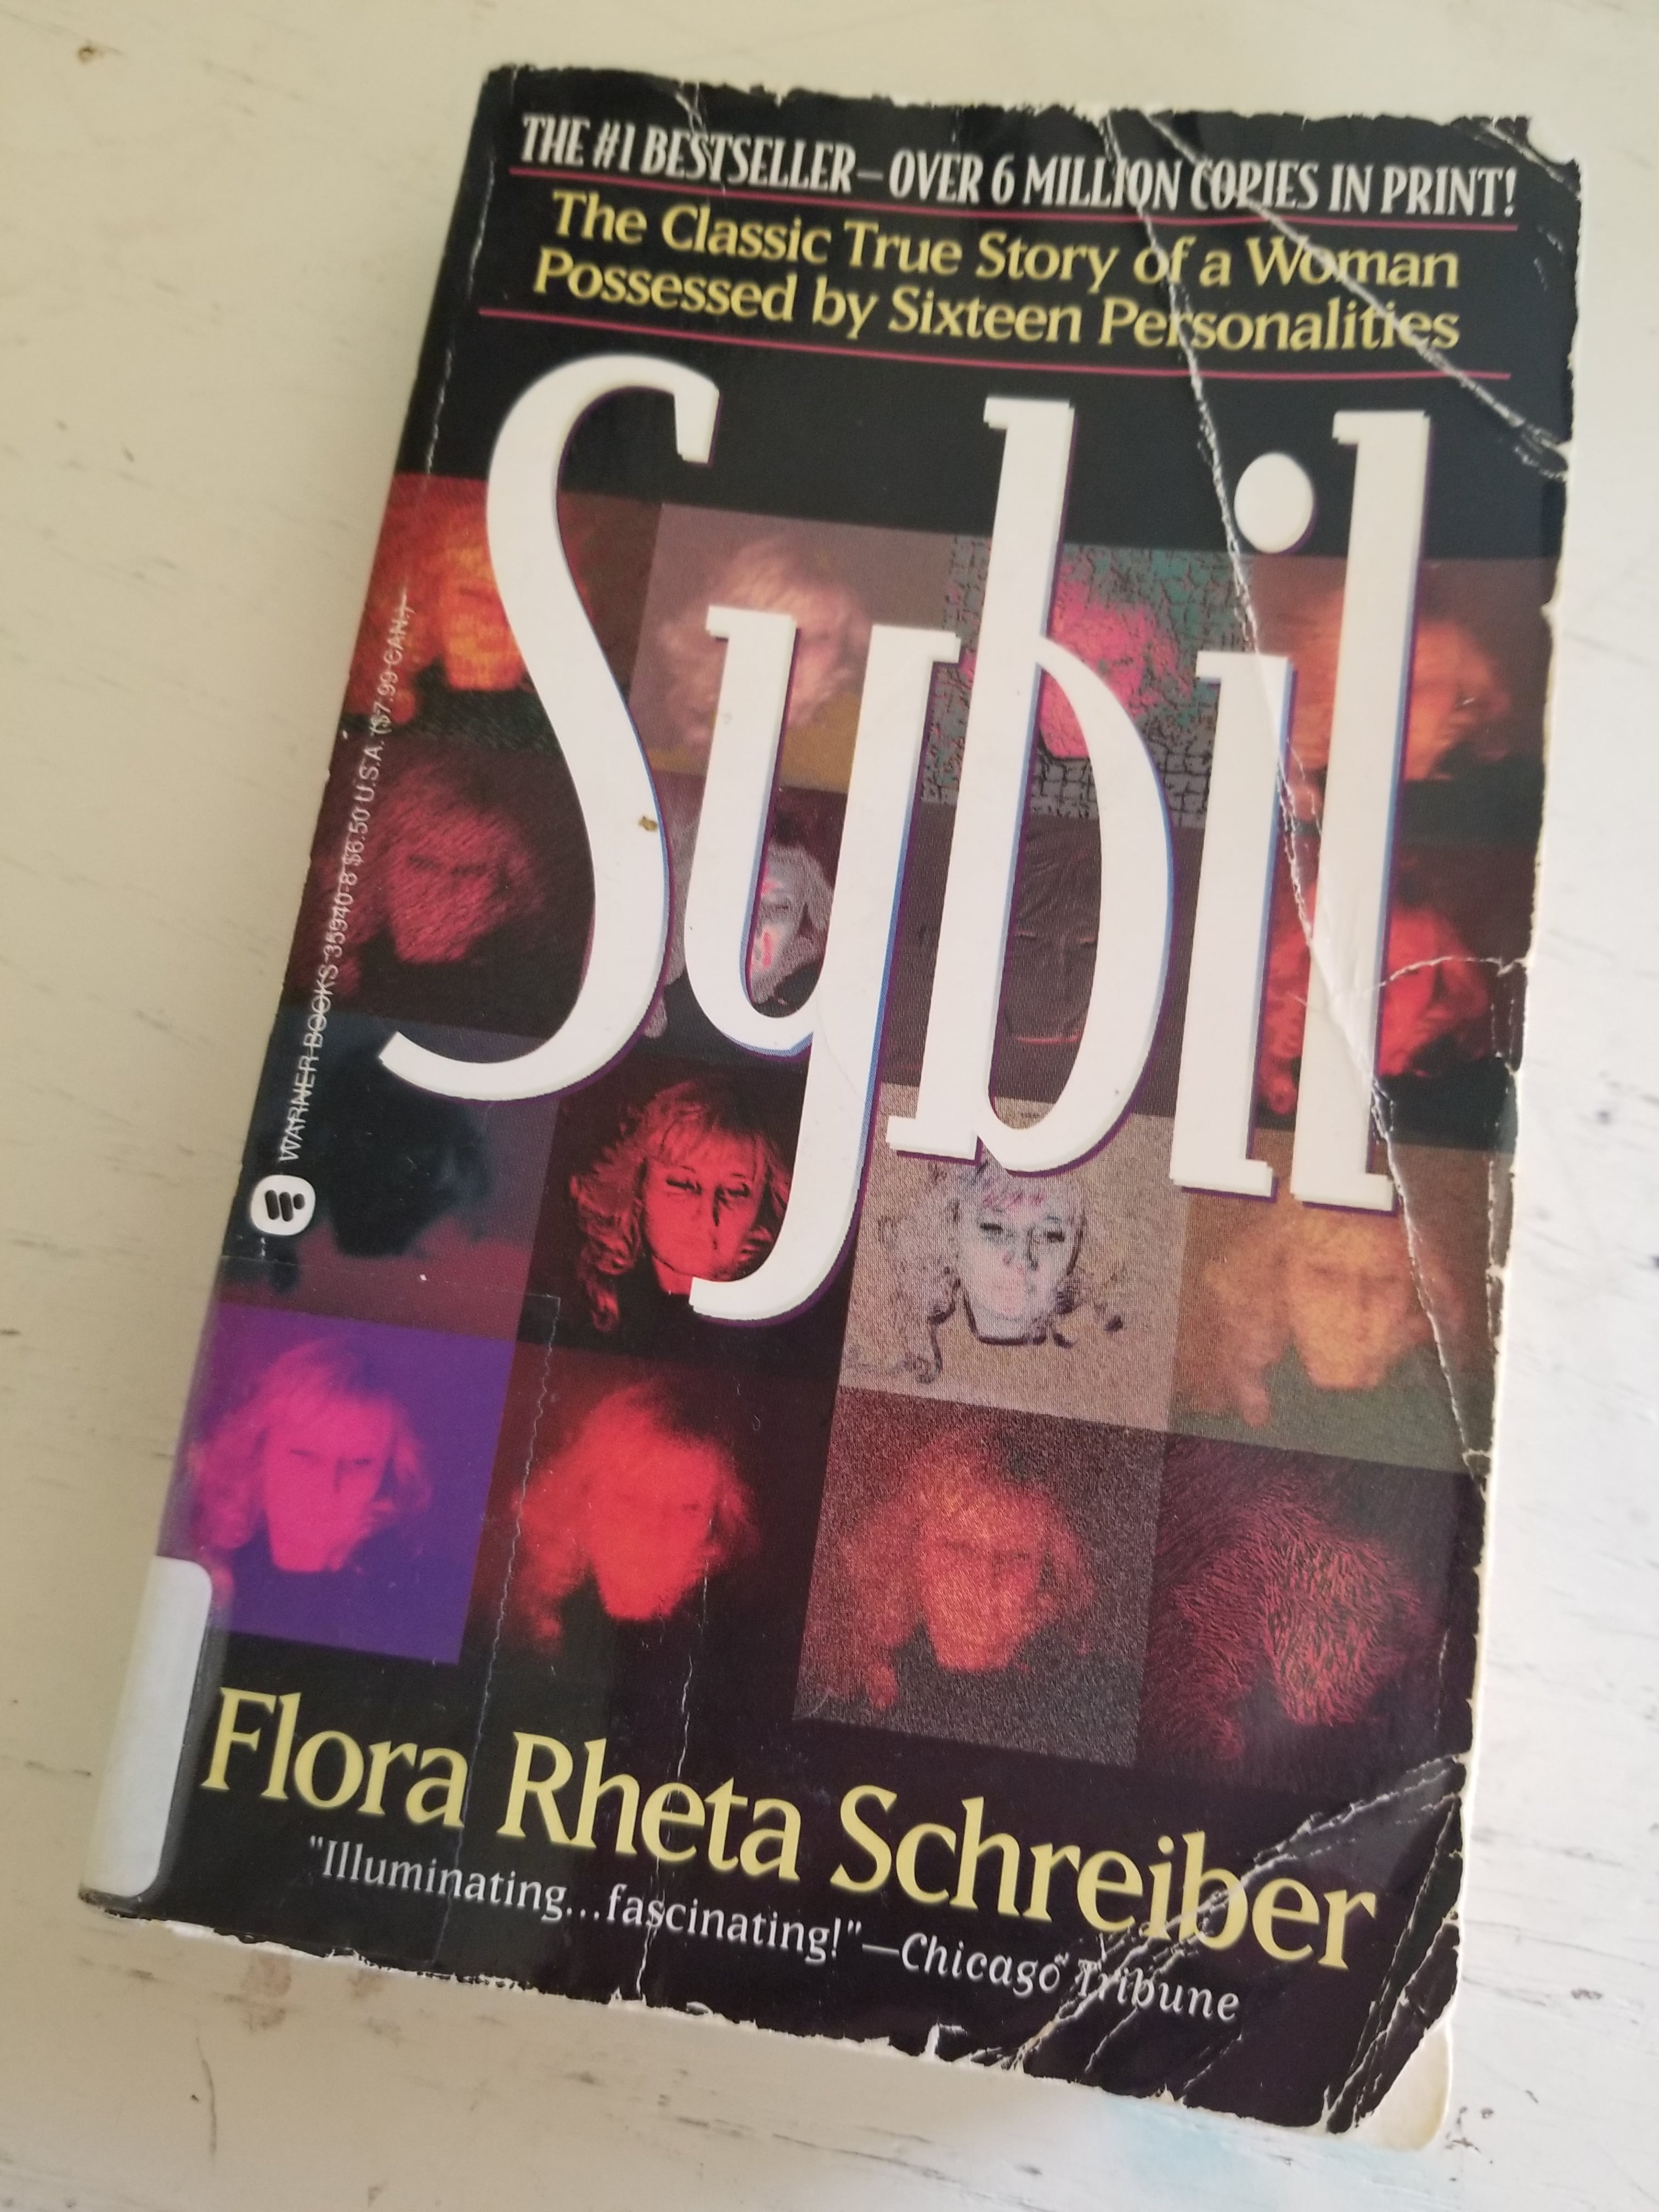 THE #1 BESTSELLER—OVER 6 MILLION COPIES IN PRINT!
The Classic True Story of a Woman
Possessed by Sixteen Personalities
Sybil
WARNER BOOKS 35940-8 $6.50 U.S.A. ($7.99 CAN.)
Flora Rheta Schreiber
"Illuminating...fascinating!"—Chicago Tribune